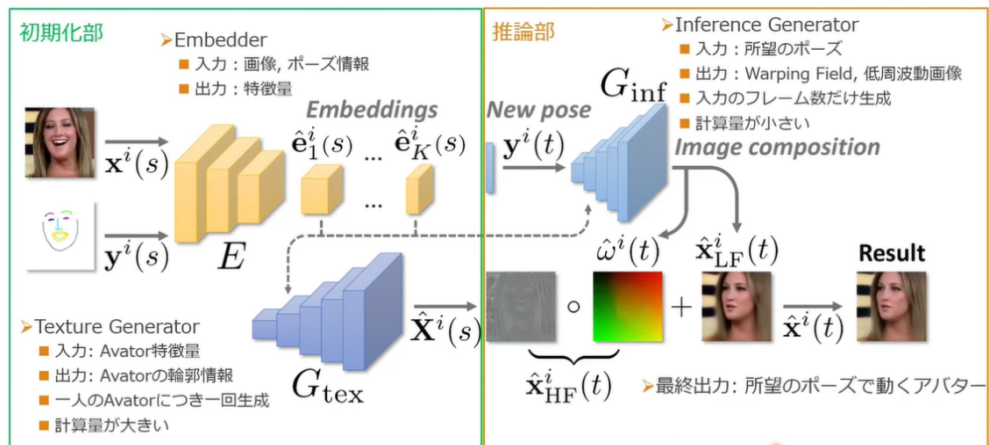 初期化部
➢Embedder
■ 入力：画像, ポーズ情報
■ 出力：特徴量
Embeddings
x^i(s)
ê^i_1(s) ... ê^i_K(s)
...
y^i(s)
E
➢Texture Generator
■ 入力: Avator特徴量
■ 出力: Avatorの輪郭情報
■ 一人のAvatorにつき一回生成
■ 計算量が大きい
G_tex
X̂^i(s)
推論部
➢Inference Generator
■ 入力：所望のポーズ
■ 出力：Warping Field, 低周波動画像
■ 入力のフレーム数だけ生成
■ 計算量が小さい
G_inf
New pose
y^i(t)
Image composition
ω̂^i(t)
x̂^i_LF(t)
Result
∘
+
x̂^i(t)
x̂^i_HF(t)
➢最終出力: 所望のポーズで動くアバター